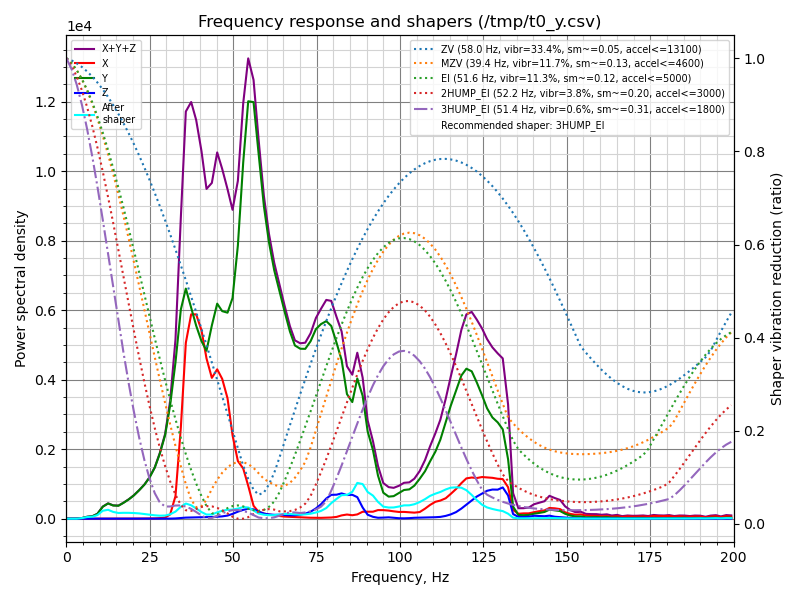 Frequency response and shapers (/tmp/t0_y.csv)
1e4
X+Y+Z
X
Y
Z
After
shaper
ZV (58.0 Hz, vibr=33.4%, sm~=0.05, accel<=13100)
MZV (39.4 Hz, vibr=11.7%, sm~=0.13, accel<=4600)
EI (51.6 Hz, vibr=11.3%, sm~=0.12, accel<=5000)
2HUMP_EI (52.2 Hz, vibr=3.8%, sm~=0.20, accel<=3000)
3HUMP_EI (51.4 Hz, vibr=0.6%, sm~=0.31, accel<=1800)
Recommended shaper: 3HUMP_EI
Power spectral density
1.2
1.0
0.8
0.6
0.4
0.2
0.0
1.0
0.8
0.6
0.4
0.2
0.0
Shaper vibration reduction (ratio)
0 25 50 75 100 125 150 175 200
Frequency, Hz